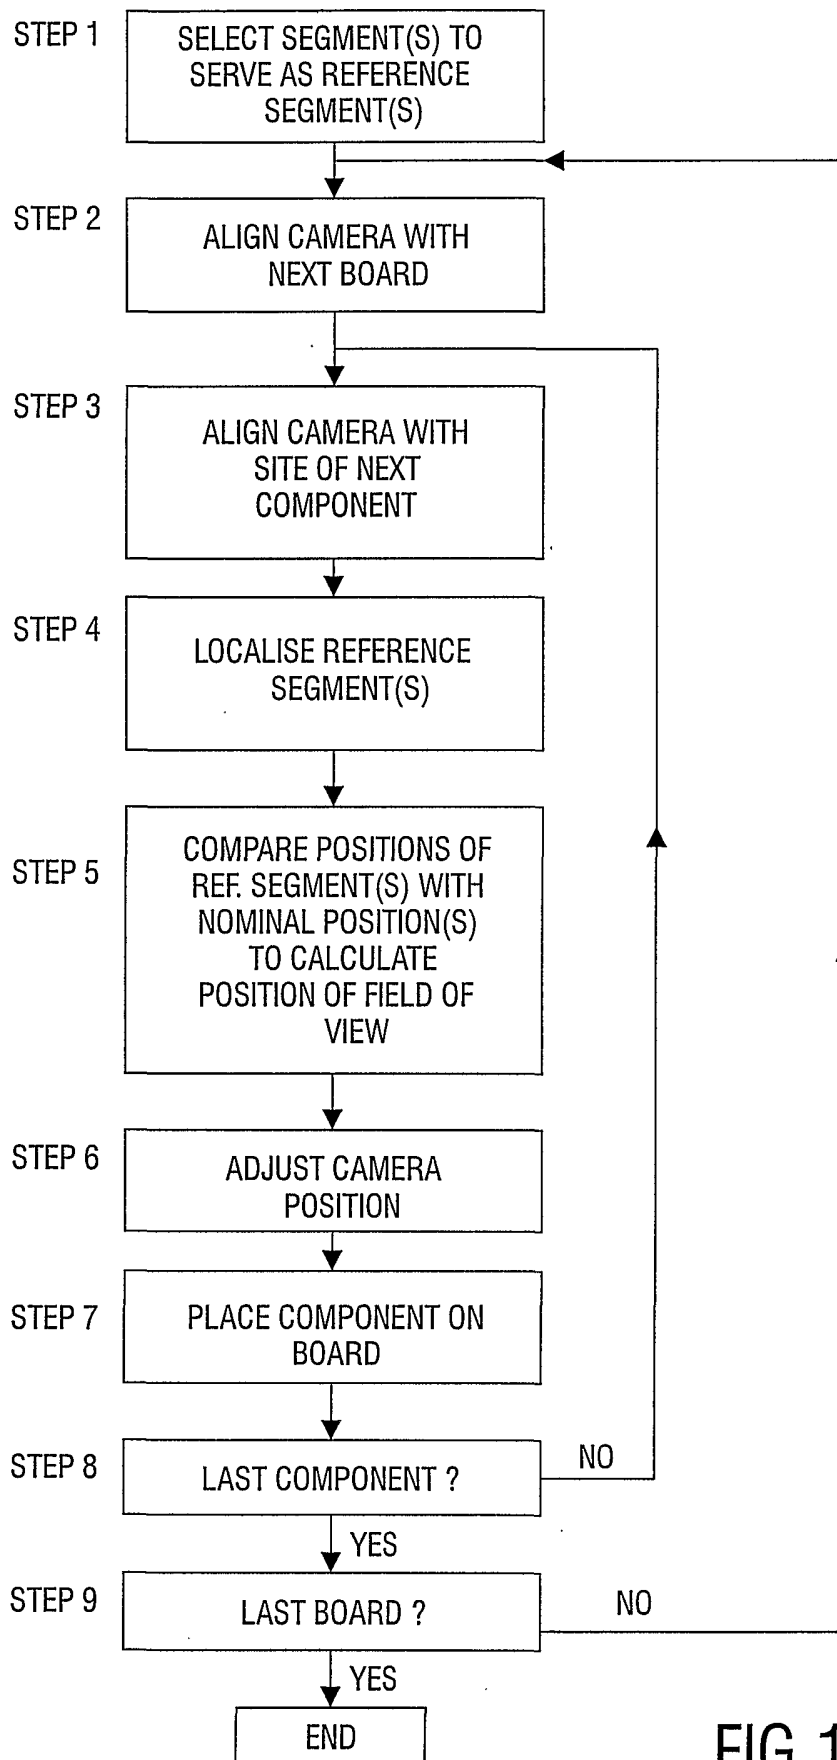 STEP 1
SELECT SEGMENT(S) TO
SERVE AS REFERENCE
SEGMENT(S)
STEP 2
ALIGN CAMERA WITH
NEXT BOARD
STEP 3
ALIGN CAMERA WITH
SITE OF NEXT
COMPONENT
STEP 4
LOCALISE REFERENCE
SEGMENT(S)
STEP 5
COMPARE POSITIONS OF
REF. SEGMENT(S) WITH
NOMINAL POSITION(S)
TO CALCULATE
POSITION OF FIELD OF
VIEW
STEP 6
ADJUST CAMERA
POSITION
STEP 7
PLACE COMPONENT ON
BOARD
STEP 8
LAST COMPONENT ?
NO
YES
STEP 9
LAST BOARD ?
NO
YES
END
FIG. 1